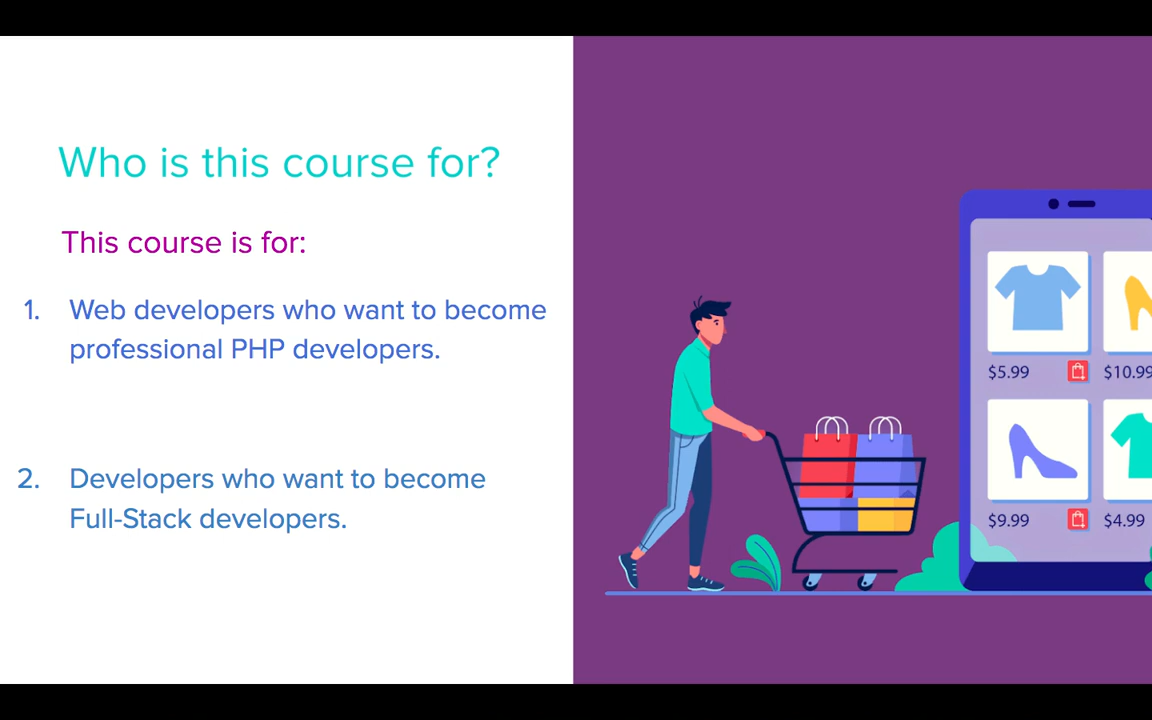 Who is this course for?
This course is for:
1. Web developers who want to become
professional PHP developers.
2. Developers who want to become
Full-Stack developers.
$5.99
$10.99
$9.99
$4.99